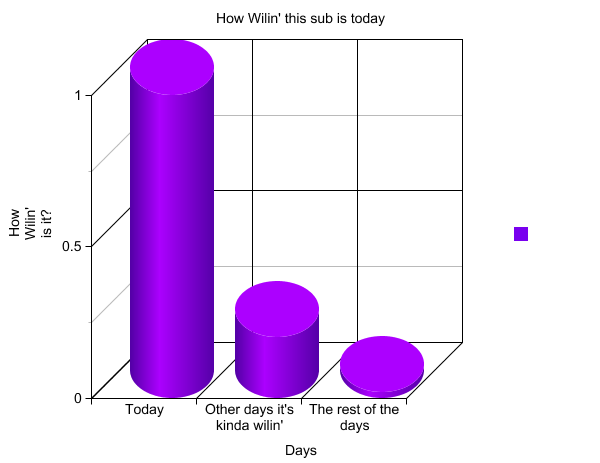 How Wilin' this sub is today
1
0.5
0
How
Wilin'
is it?
Today
Other days it's
kinda wilin'
The rest of the
days
Days